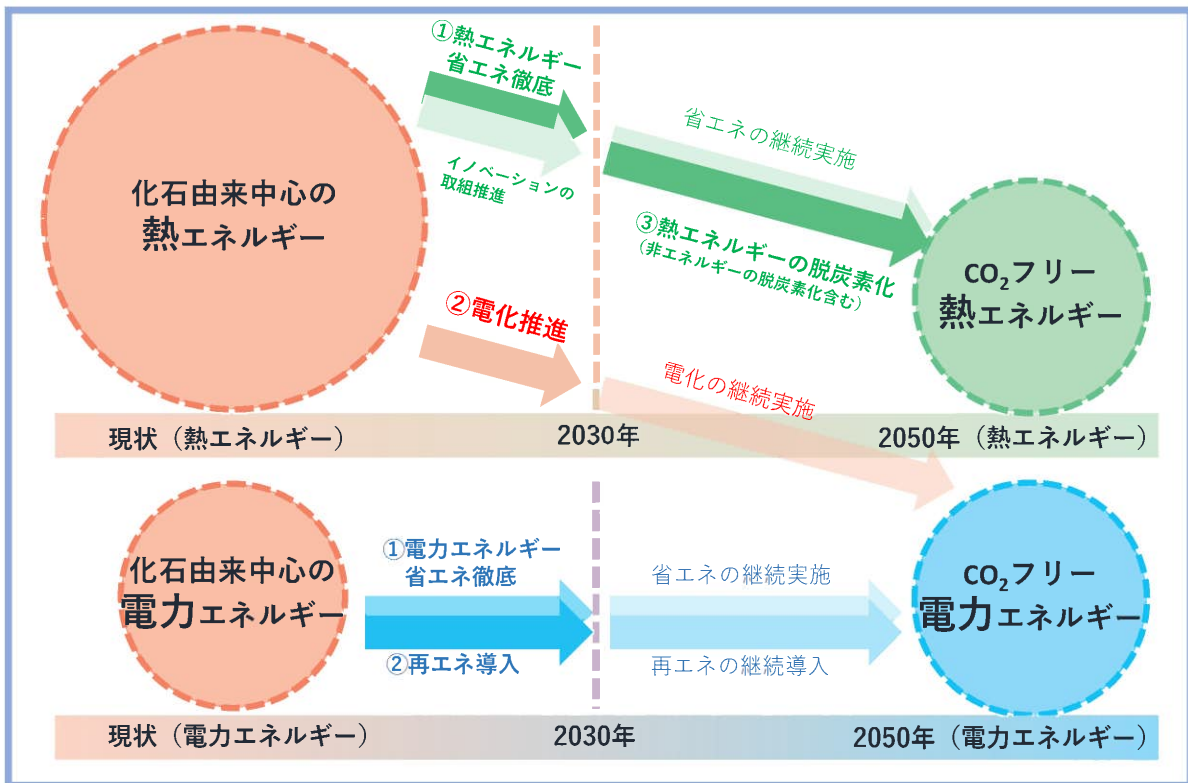 ①熱エネルギー
省エネ徹底
イノベーションの
取組推進
化石由来中心の
熱エネルギー
省エネの継続実施
③熱エネルギーの脱炭素化
（非エネルギーの脱炭素化含む）
CO₂フリー
熱エネルギー
②電化推進
電化の継続実施
現状（熱エネルギー）
2030年
2050年（熱エネルギー）
化石由来中心の
電力エネルギー
①電力エネルギー
省エネ徹底
②再エネ導入
省エネの継続実施
再エネの継続導入
CO₂フリー
電力エネルギー
現状（電力エネルギー）
2030年
2050年（電力エネルギー）